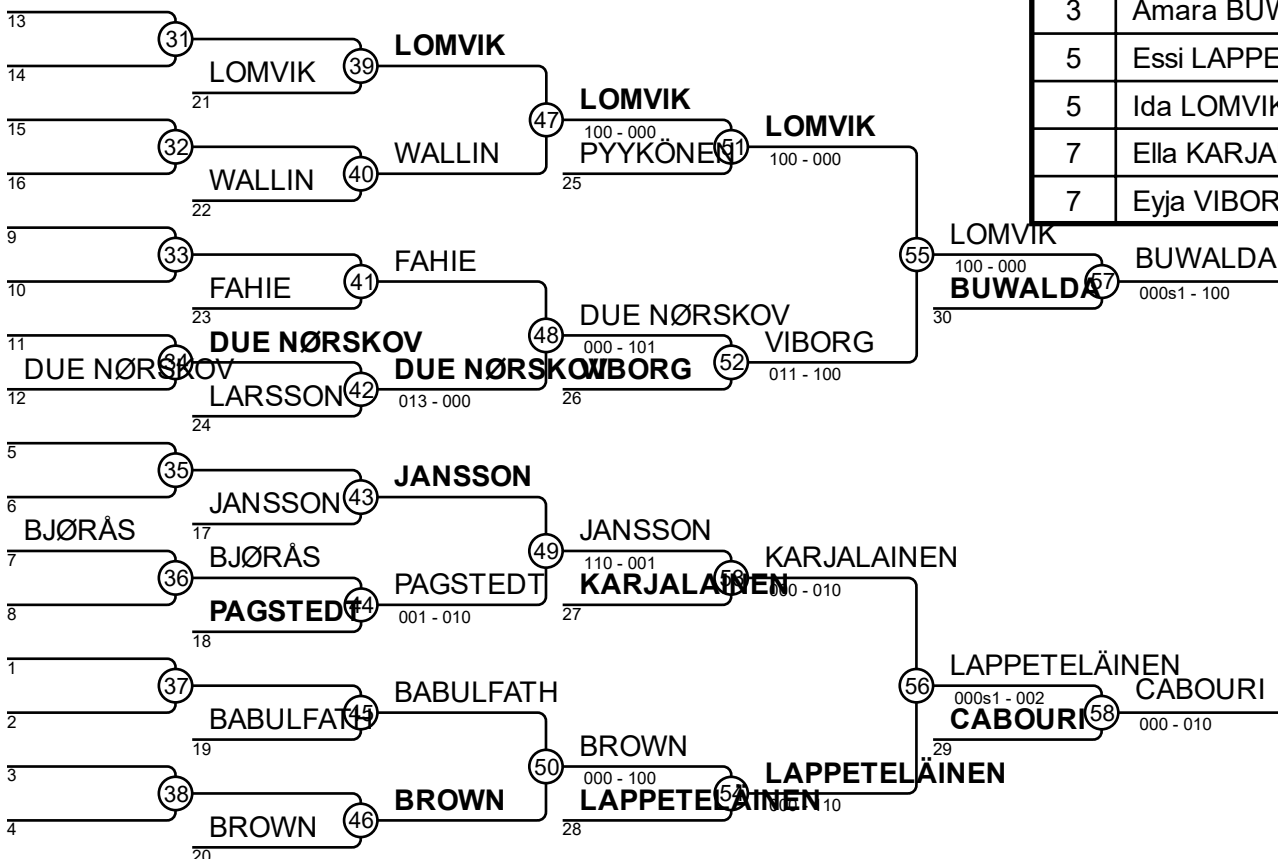 3 Amara BUW
5 Essi LAPPE
5 Ida LOMVIK
7 Ella KARJA
7 Eyja VIBOR
13
31
14
LOMVIK
39
21
LOMVIK
15
32
16
WALLIN
40
22
WALLIN
47
LOMVIK
100 - 000
PYYKÖNEN
25
51
LOMVIK
100 - 000
9
33
10
FAHIE
41
23
FAHIE
11
34
DUE NØRSKOV
12
DUE NØRSKOV
LARSSON
42
24
DUE NØRSKOV
013 - 000
48
DUE NØRSKOV
000 - 101
VIBORG
26
52
VIBORG
011 - 100
55
LOMVIK
100 - 000
BUWALDA
30
57
BUWALDA
000s1 - 100
5
35
6
JANSSON
43
17
JANSSON
BJØRÅS
7
36
8
BJØRÅS
PAGSTEDT
44
18
PAGSTEDT
001 - 010
49
JANSSON
110 - 001
KARJALAINEN
27
53
KARJALAINEN
000 - 010
1
37
2
BABULFATH
45
19
BABULFATH
3
38
4
BROWN
46
20
BROWN
50
BROWN
000 - 100
LAPPETELÄINEN
28
54
LAPPETELÄINEN
56
LAPPETELÄINEN
000s1 - 002
CABOURI
29
58
CABOURI
000 - 010